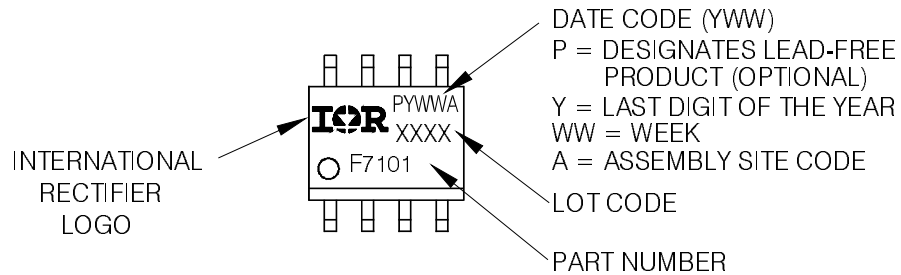 DATE CODE (YWW)
P = DESIGNATES LEAD-FREE
PRODUCT (OPTIONAL)
Y = LAST DIGIT OF THE YEAR
WW = WEEK
A = ASSEMBLY SITE CODE
IOR
PYWWA
XXXX
F7101
INTERNATIONAL
RECTIFIER
LOGO
LOT CODE
PART NUMBER